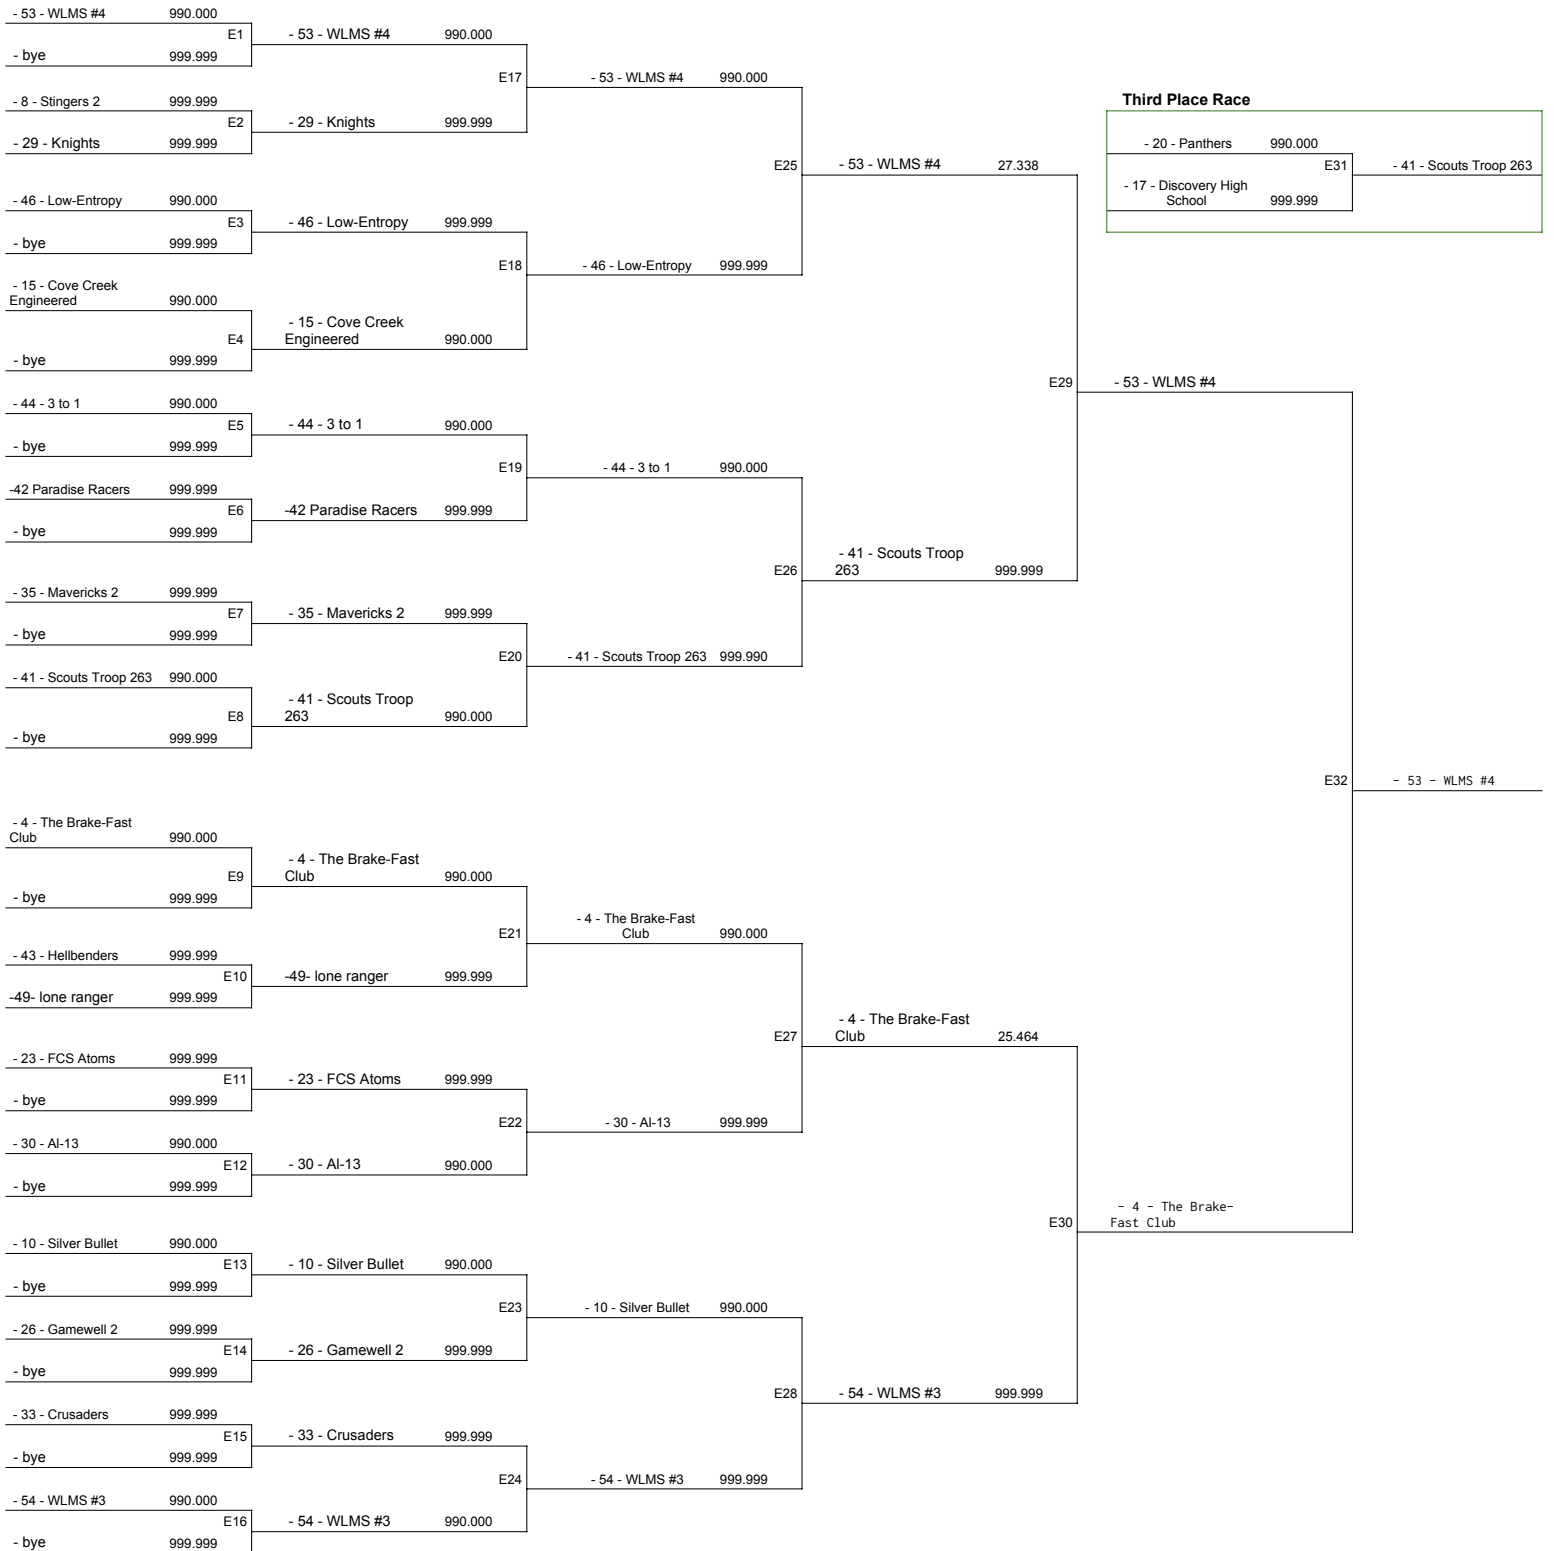 - 53 - WLMS #4 990.000
E1
- bye 999.999
- 8 - Stingers 2 999.999
E2
- 29 - Knights 999.999
- 46 - Low-Entropy 990.000
E3
- bye 999.999
- 15 - Cove Creek
Engineered 990.000
E4
- bye 999.999
- 44 - 3 to 1 990.000
E5
- bye 999.999
-42 Paradise Racers 999.999
E6
- bye 999.999
- 35 - Mavericks 2 999.999
E7
- bye 999.999
- 41 - Scouts Troop 263 990.000
E8
- bye 999.999
- 4 - The Brake-Fast
Club 990.000
E9
- bye 999.999
- 43 - Hellbenders 999.999
E10
-49- lone ranger 999.999
- 23 - FCS Atoms 999.999
E11
- bye 999.999
- 30 - Al-13 990.000
E12
- bye 999.999
- 10 - Silver Bullet 990.000
E13
- bye 999.999
- 26 - Gamewell 2 999.999
E14
- bye 999.999
- 33 - Crusaders 999.999
E15
- bye 999.999
- 54 - WLMS #3 990.000
E16
- bye 999.999
- 53 - WLMS #4 990.000
E17
- 29 - Knights 999.999
- 46 - Low-Entropy 999.999
E18
- 15 - Cove Creek
Engineered 990.000
- 44 - 3 to 1 990.000
E19
-42 Paradise Racers 999.999
- 35 - Mavericks 2 999.999
E20
- 41 - Scouts Troop
263 990.000
- 4 - The Brake-Fast
Club 990.000
E21
-49- lone ranger 999.999
- 23 - FCS Atoms 999.999
E22
- 30 - Al-13 990.000
- 10 - Silver Bullet 990.000
E23
- 26 - Gamewell 2 999.999
- 33 - Crusaders 999.999
E24
- 54 - WLMS #3 990.000
- 53 - WLMS #4 990.000
E25
- 46 - Low-Entropy 999.999
- 44 - 3 to 1 990.000
E26
- 41 - Scouts Troop 263 999.990
- 4 - The Brake-Fast
Club 990.000
E27
- 30 - Al-13 999.999
- 10 - Silver Bullet 990.000
E28
- 54 - WLMS #3 999.999
- 53 - WLMS #4 27.338
E29
- 41 - Scouts Troop
263 999.999
- 4 - The Brake-Fast
Club 25.464
E30
- 54 - WLMS #3 999.999
Third Place Race
- 20 - Panthers 990.000
E31
- 17 - Discovery High
School 999.999
- 41 - Scouts Troop 263
- 53 - WLMS #4
E32
- 4 - The Brake-
Fast Club
- 53 - WLMS #4